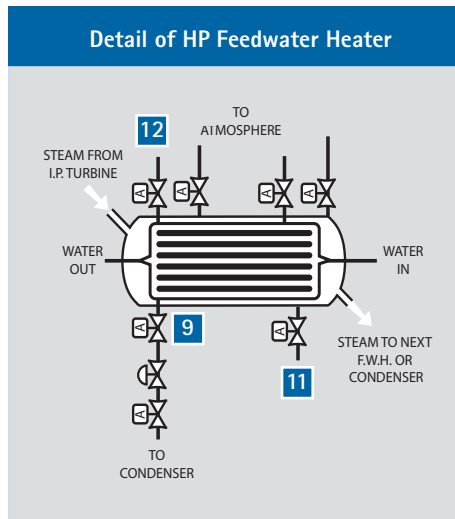 Detail of HP Feedwater Heater
12
TO
ATMOSPHERE
STEAM FROM
I.P. TURBINE
A
A
A
A
WATER
OUT
WATER
IN
A
9
A
11
STEAM TO NEXT
F.W.H. OR
CONDENSER
A
TO
CONDENSER